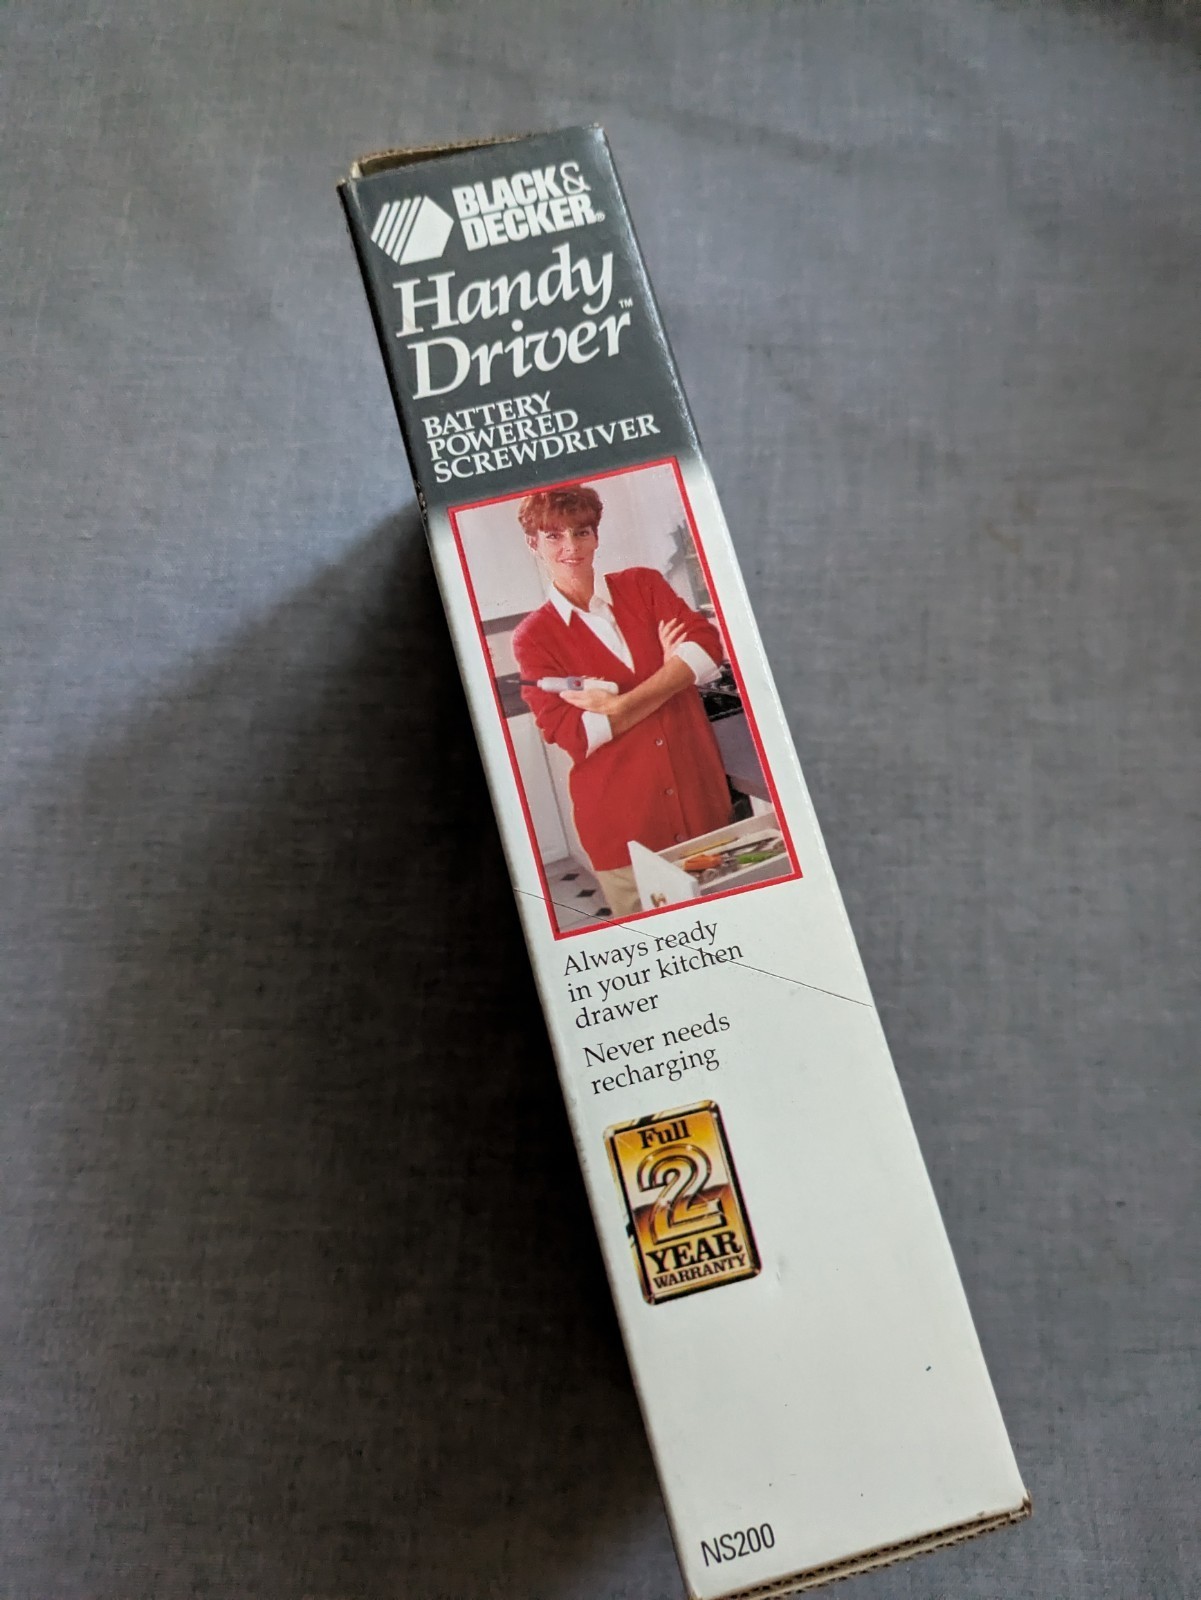 BLACK&
DECKER®
Handy
Driver™
BATTERY
POWERED
SCREWDRIVER
Always ready
in your kitchen
drawer
Never needs
recharging
Full
2
YEAR
WARRANTY
NS200